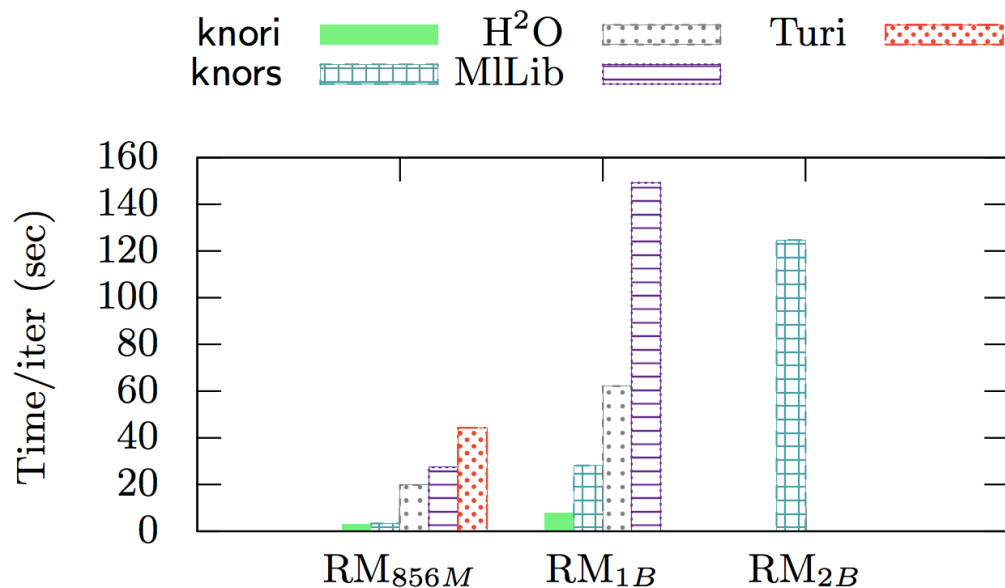 knori H²O Turi
knors MlLib
160
140
120
100
80
60
40
20
0
Time/iter (sec)
RM₈₅₆M RM₁B RM₂B